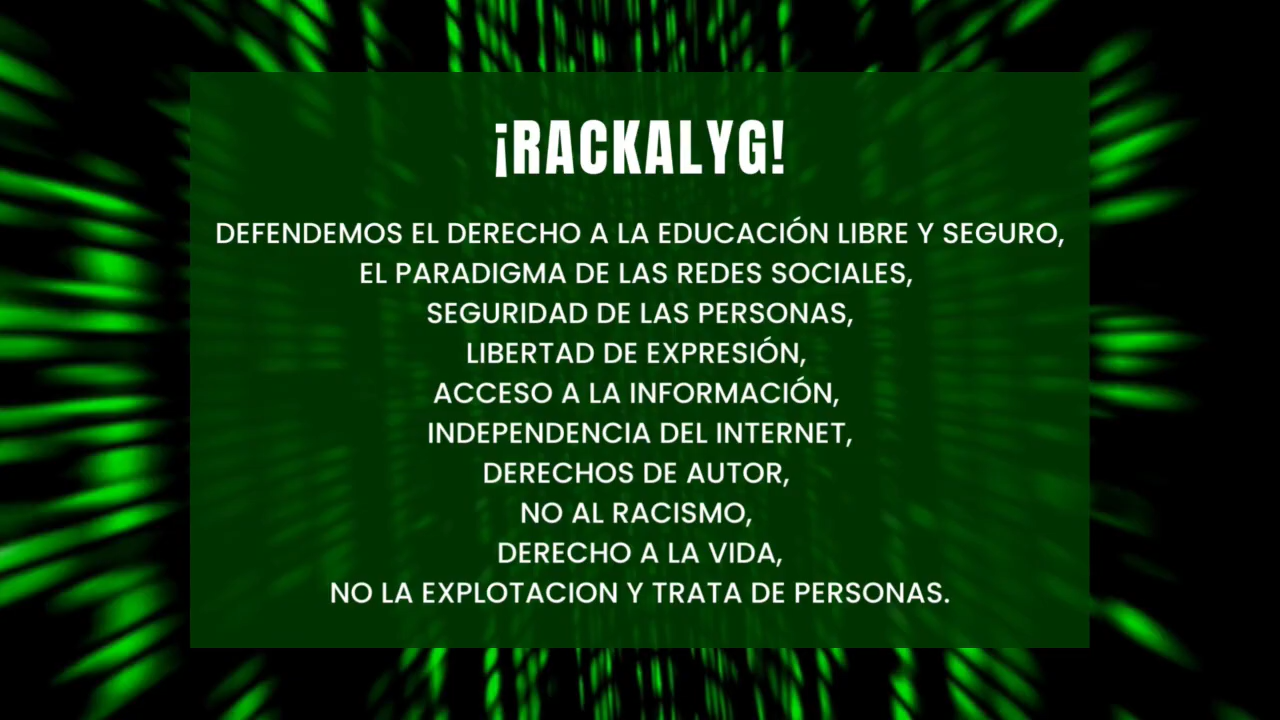 ¡RACKALYG!
DEFENDEMOS EL DERECHO A LA EDUCACIÓN LIBRE Y SEGURO,
EL PARADIGMA DE LAS REDES SOCIALES,
SEGURIDAD DE LAS PERSONAS,
LIBERTAD DE EXPRESIÓN,
ACCESO A LA INFORMACIÓN,
INDEPENDENCIA DEL INTERNET,
DERECHOS DE AUTOR,
NO AL RACISMO,
DERECHO A LA VIDA,
NO LA EXPLOTACION Y TRATA DE PERSONAS.